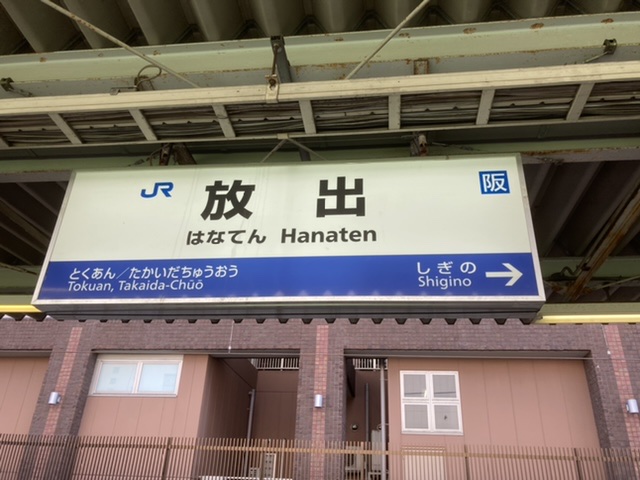 JR
放出
阪
はなてん Hanaten
とくあん/たかいだちゅうおう
Tokuan, Takaida-Chūō
しぎの
Shigino